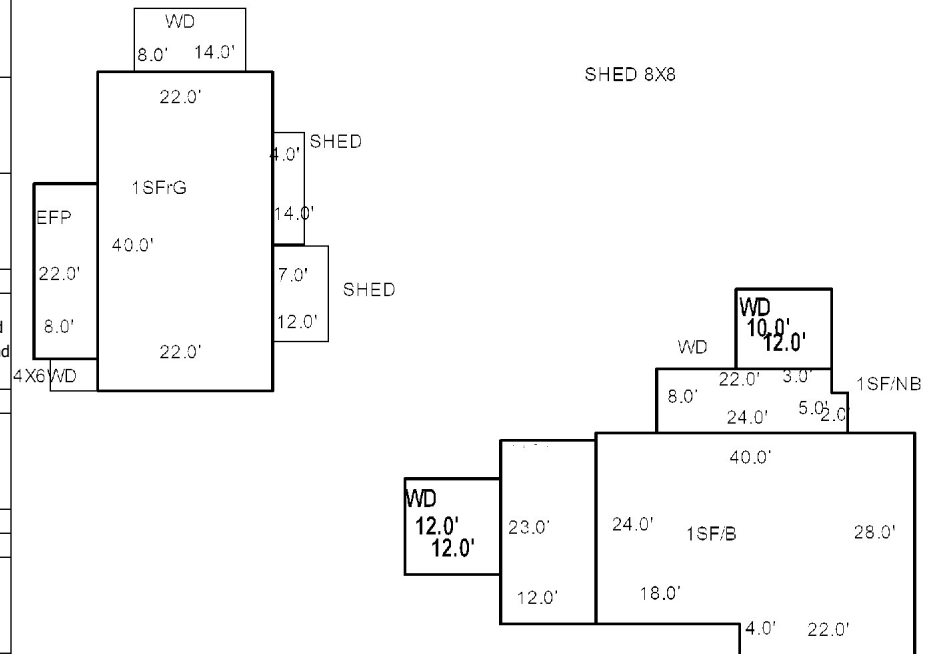 WD
8.0' 14.0'
22.0'
SHED 8X8
4.0' SHED
1SFrG
14.0'
EFP
40.0'
22.0' 7.0'
SHED
8.0' 12.0'
22.0'
4X6WD
d
nd
WD
10.0'
12.0'
WD
22.0' 3.0'
1SF/NB
8.0'
24.0' 5.0' 2.0'
40.0'
WD
12.0' 23.0' 24.0' 1SF/B 28.0'
12.0'
12.0' 18.0'
4.0' 22.0'